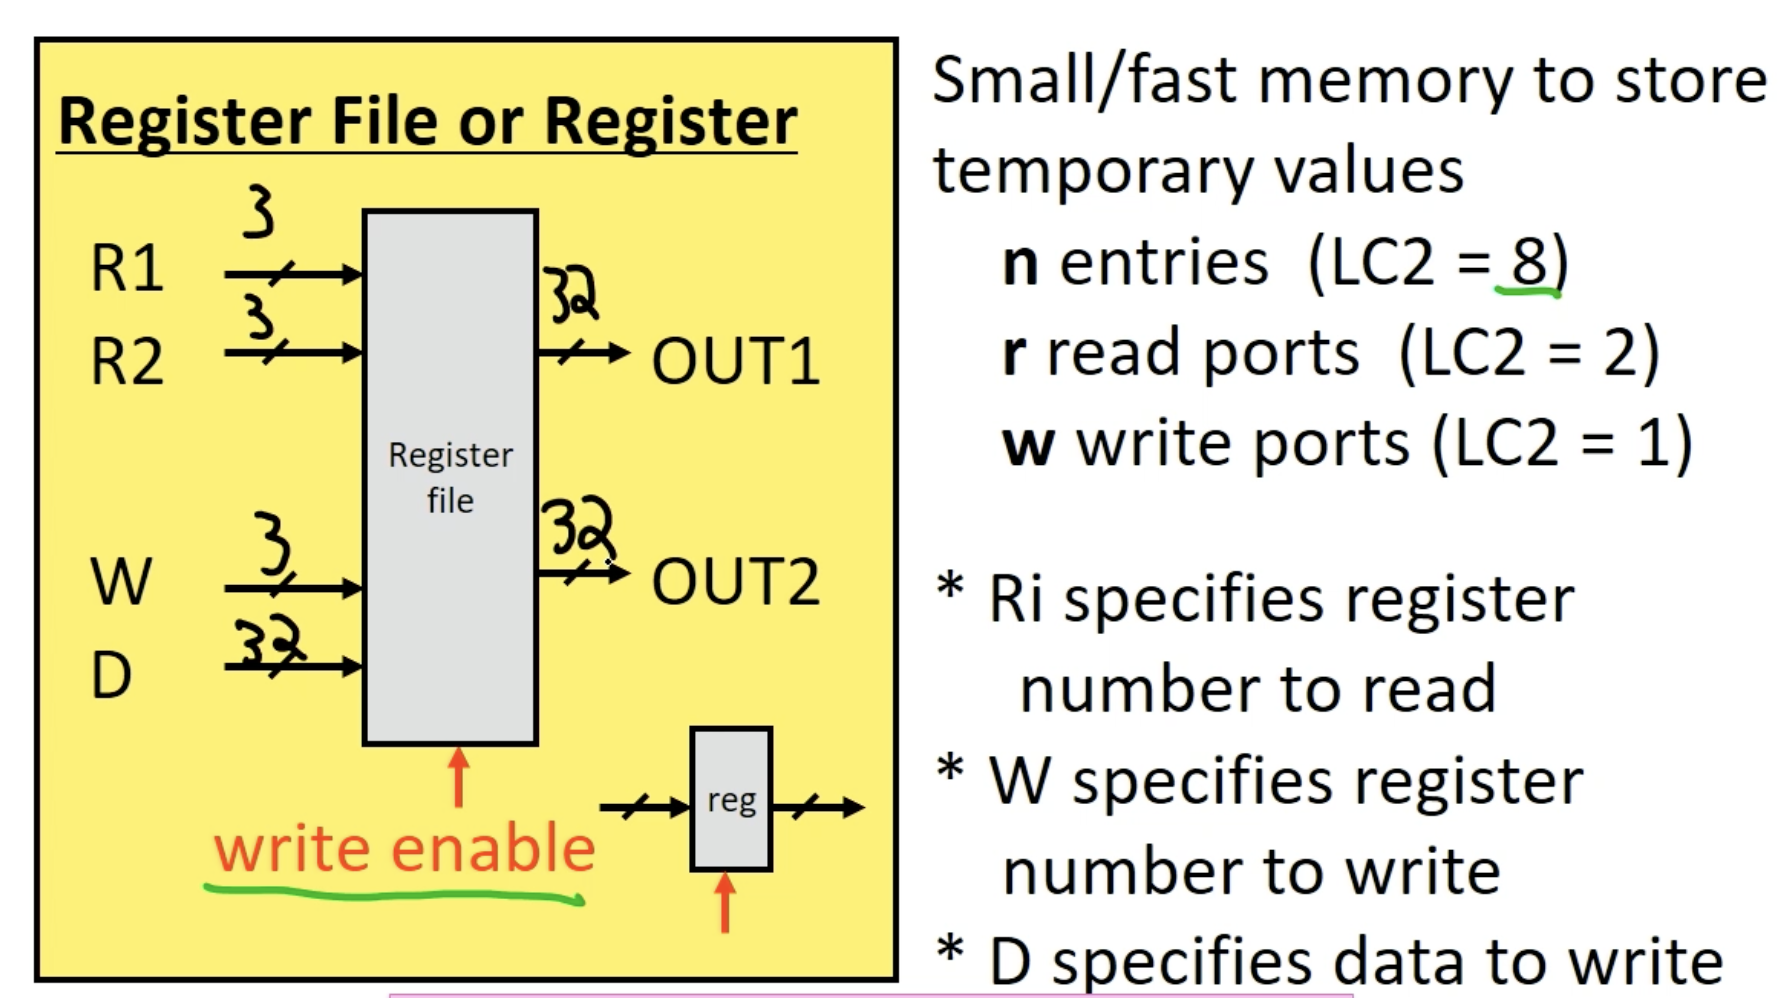 Register File or Register
R1
3
R2
3
W
3
D
32
Register
file
32
OUT1
32
OUT2
write enable
reg
Small/fast memory to store
temporary values
n entries (LC2 = 8)
r read ports (LC2 = 2)
w write ports (LC2 = 1)
* Ri specifies register
number to read
* W specifies register
number to write
* D specifies data to write